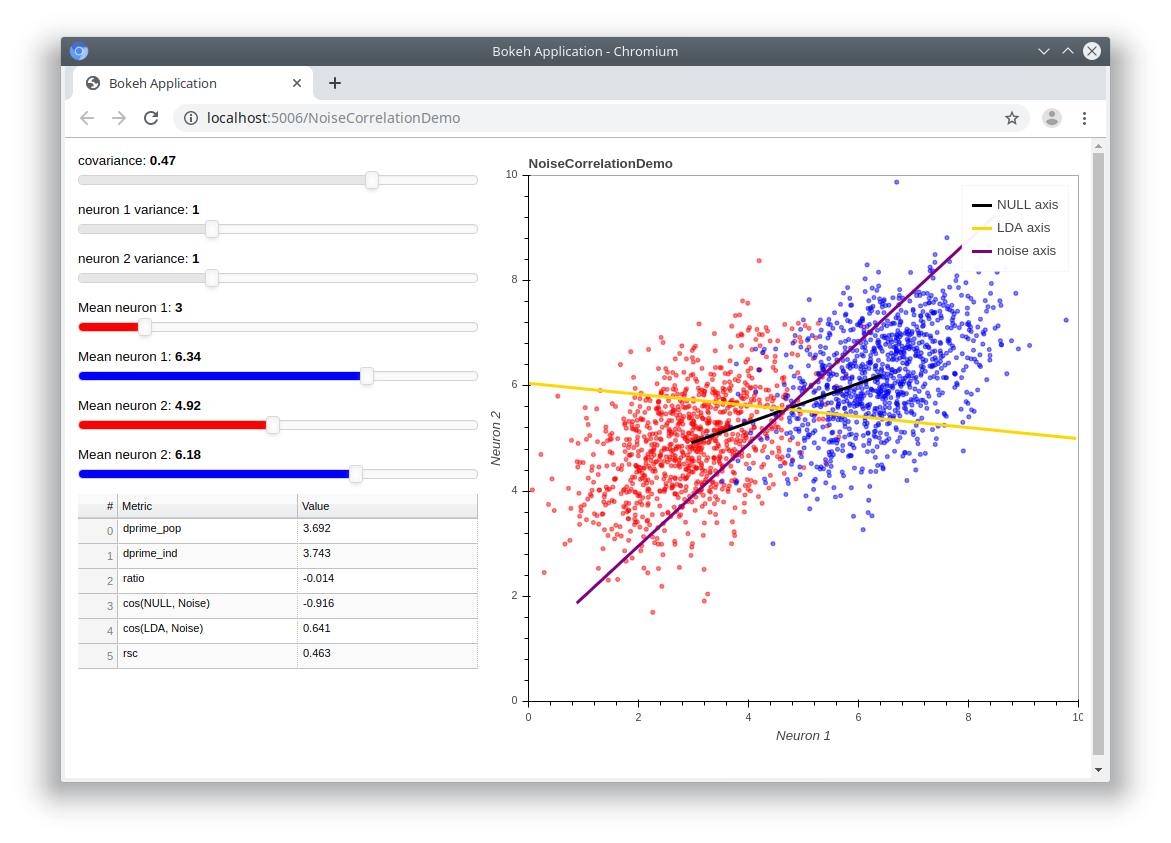 Bokeh Application - Chromium
Bokeh Application
localhost:5006/NoiseCorrelationDemo
covariance: 0.47
neuron 1 variance: 1
neuron 2 variance: 1
Mean neuron 1: 3
Mean neuron 1: 6.34
Mean neuron 2: 4.92
Mean neuron 2: 6.18
# Metric Value
0 dprime_pop 3.692
1 dprime_ind 3.743
2 ratio -0.014
3 cos(NULL, Noise) -0.916
4 cos(LDA, Noise) 0.641
5 rsc 0.463
NoiseCorrelationDemo
NULL axis
LDA axis
noise axis
10
8
6
4
2
0
Neuron 2
0 2 4 6 8 10
Neuron 1